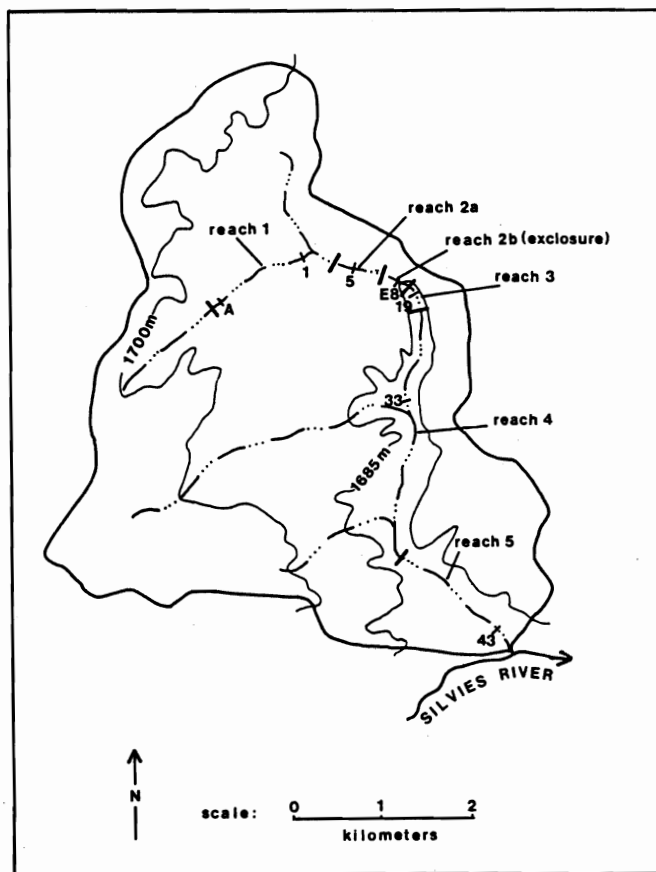 reach 2a
reach 1
reach 2b (exclosure)
1
5
reach 3
E8
19
A
1700m
33
reach 4
1685m
reach 5
43
SILVIES RIVER
N
scale: 0 1 2
kilometers